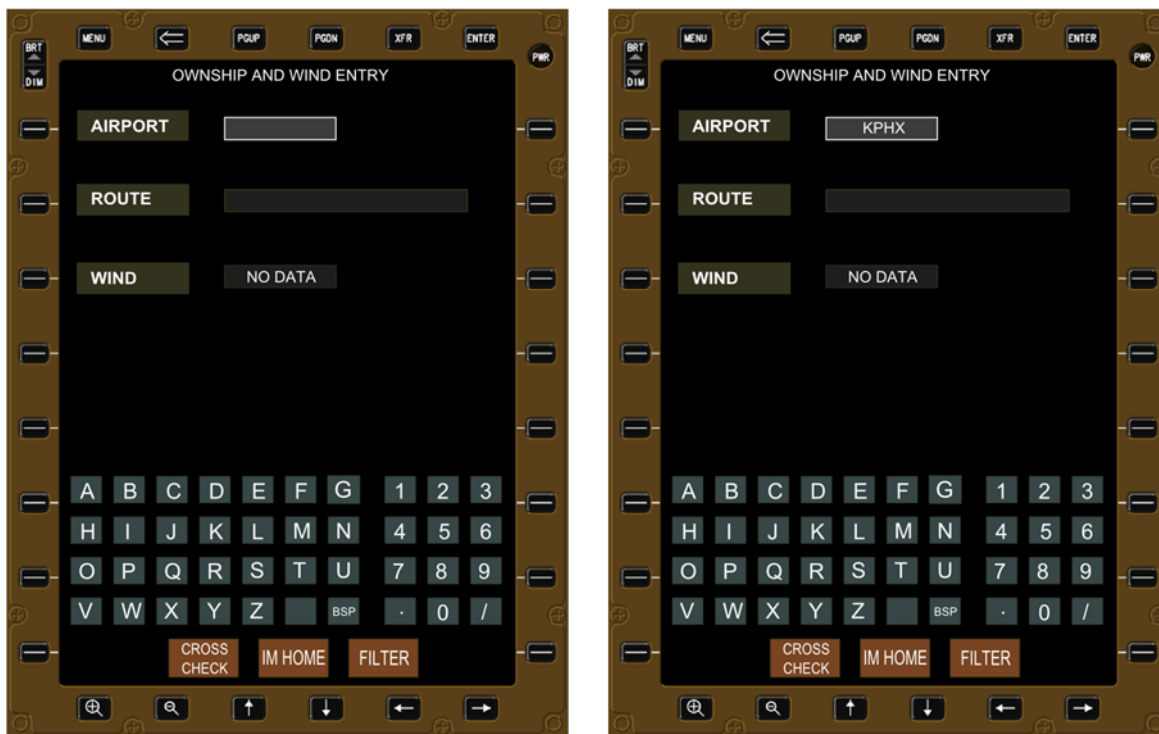 MENU PGUP PGDN XFR ENTER
BRT
DIM
PWR
OWNSHIP AND WIND ENTRY
AIRPORT
ROUTE
WIND NO DATA
A B C D E F G 1 2 3
H I J K L M N 4 5 6
O P Q R S T U 7 8 9
V W X Y Z BSP . 0 /
CROSS CHECK IM HOME FILTER
MENU PGUP PGDN XFR ENTER
BRT
DIM
PWR
OWNSHIP AND WIND ENTRY
AIRPORT KPHX
ROUTE
WIND NO DATA
A B C D E F G 1 2 3
H I J K L M N 4 5 6
O P Q R S T U 7 8 9
V W X Y Z BSP . 0 /
CROSS CHECK IM HOME FILTER